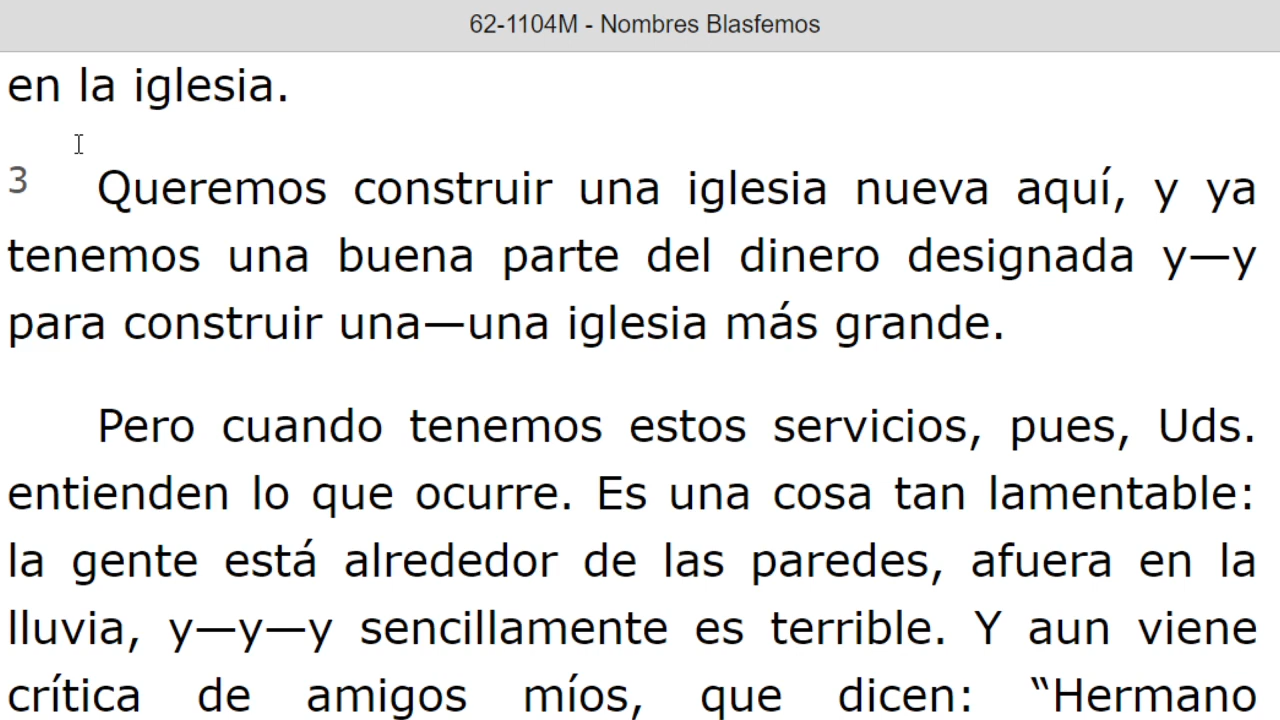 62-1104M - Nombres Blasfemos
en la iglesia.
3 Queremos construir una iglesia nueva aquí, y ya
tenemos una buena parte del dinero designada y—y
para construir una—una iglesia más grande.
Pero cuando tenemos estos servicios, pues, Uds.
entienden lo que ocurre. Es una cosa tan lamentable:
la gente está alrededor de las paredes, afuera en la
lluvia, y—y—y sencillamente es terrible. Y aun viene
crítica de amigos míos, que dicen: “Hermano